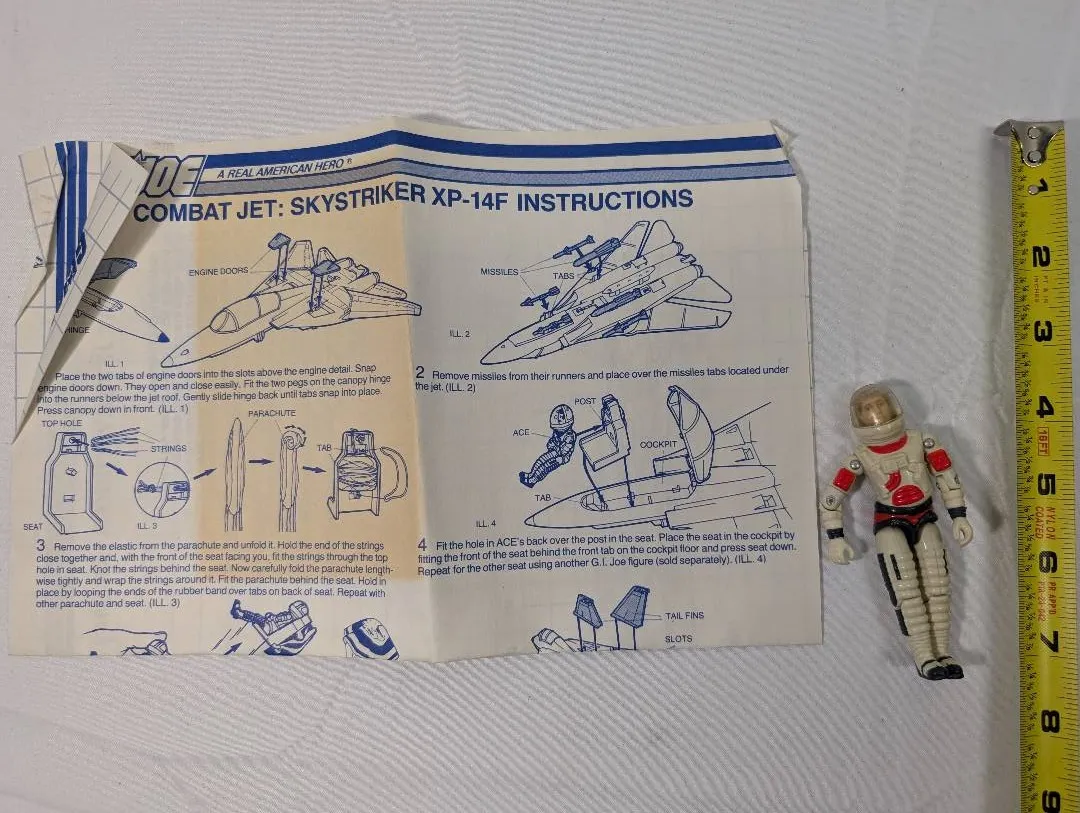 JOE
A REAL AMERICAN HERO®
COMBAT JET: SKYSTRIKER XP-14F INSTRUCTIONS
ENGINE DOORS
HINGE
ILL. 1
Place the two tabs of engine doors into the slots above the engine detail. Snap
engine doors down. They open and close easily. Fit the two pegs on the canopy hinge
into the runners below the jet roof. Gently slide hinge back until tabs snap into place.
Press canopy down in front. (ILL. 1)
MISSILES
TABS
ILL. 2
2 Remove missiles from their runners and place over the missiles tabs located under
the jet. (ILL. 2)
TOP HOLE
STRINGS
PARACHUTE
TAB
SEAT
ILL. 3
3 Remove the elastic from the parachute and unfold it. Hold the end of the strings
close together and, with the front of the seat facing you, fit the strings through the top
hole in seat. Knot the strings behind the seat. Now carefully fold the parachute length-
wise tightly and wrap the strings around it. Fit the parachute behind the seat. Hold in
place by looping the ends of the rubber band over tabs on back of seat. Repeat with
other parachute and seat. (ILL. 3)
POST
ACE
COCKPIT
TAB
ILL. 4
4 Fit the hole in ACE's back over the post in the seat. Place the seat in the cockpit by
fitting the front of the seat behind the front tab on the cockpit floor and press seat down.
Repeat for the other seat using another G.I. Joe figure (sold separately). (ILL. 4)
TAIL FINS
SLOTS
1
2
INCHES
3
4
16FT
5
NYLON
COATED
6
7
8
9